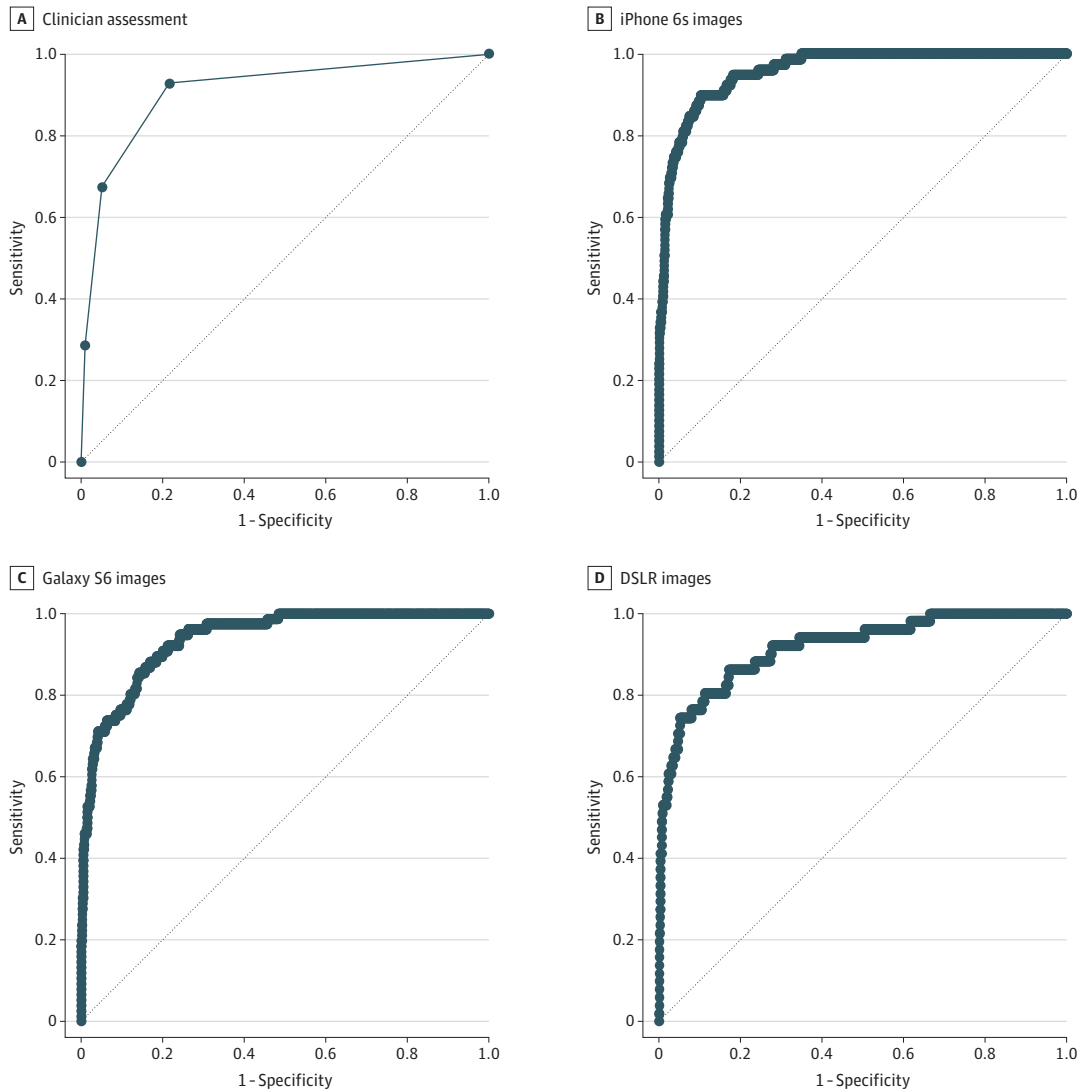 A Clinician assessment
1.0
0.8
0.6
0.4
0.2
0
Sensitivity
0 0.2 0.4 0.6 0.8 1.0
1 - Specificity
B iPhone 6s images
1.0
0.8
0.6
0.4
0.2
0
Sensitivity
0 0.2 0.4 0.6 0.8 1.0
1 - Specificity
C Galaxy S6 images
1.0
0.8
0.6
0.4
0.2
0
Sensitivity
0 0.2 0.4 0.6 0.8 1.0
1 - Specificity
D DSLR images
1.0
0.8
0.6
0.4
0.2
0
Sensitivity
0 0.2 0.4 0.6 0.8 1.0
1 - Specificity